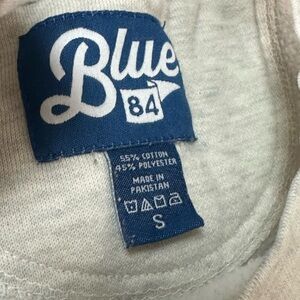 Blue
84
55% COTTON
45% POLYESTER
MADE IN
PAKISTAN
S